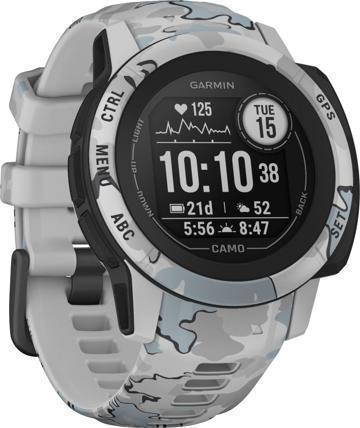 GARMIN
CTRL
GPS
LIGHT
125
TUE
15
MENU
UP·DOWN
10:10 38
21d 52
BACK
ABC
SET
5:56 8:47
CAMO